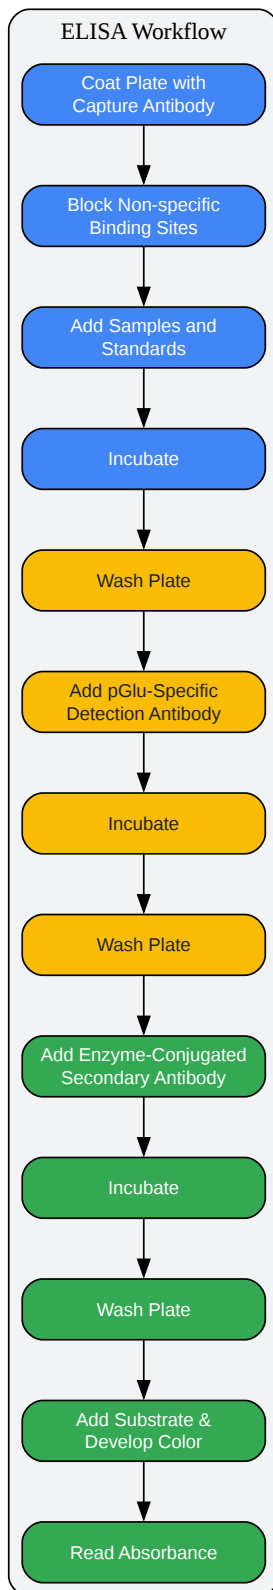 ELISA Workflow
Coat Plate with
Capture Antibody
Block Non-specific
Binding Sites
Add Samples and
Standards
Incubate
Wash Plate
Add pGlu-Specific
Detection Antibody
Incubate
Wash Plate
Add Enzyme-Conjugated
Secondary Antibody
Incubate
Wash Plate
Add Substrate &
Develop Color
Read Absorbance